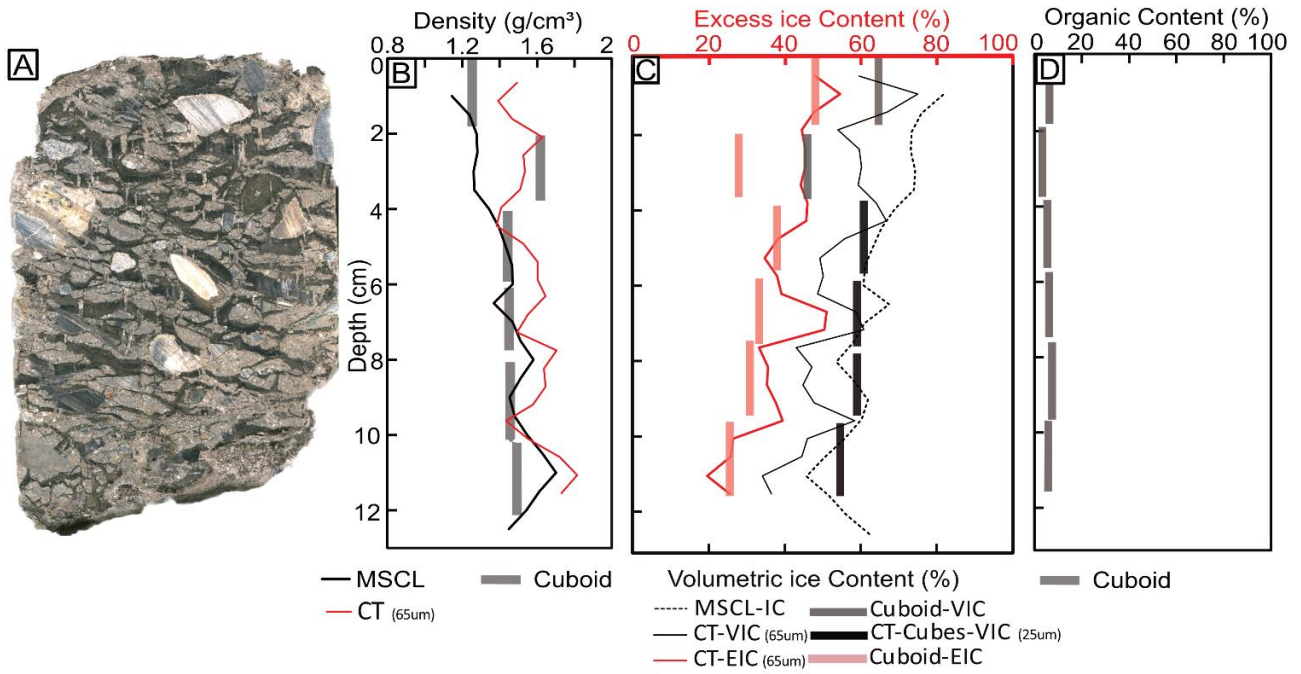 Density (g/cm³)
0.8 1.2 1.6 2
Excess ice Content (%)
0 20 40 60 80 100
Organic Content (%)
0 20 40 60 80 100
A
B
C
D
Depth (cm)
0
2
4
6
8
10
12
MSCL
Cuboid
CT (65um)
Volumetric ice Content (%)
MSCL-IC
Cuboid-VIC
CT-VIC (65um)
CT-Cubes-VIC (25um)
CT-EIC (65um)
Cuboid-EIC
Cuboid